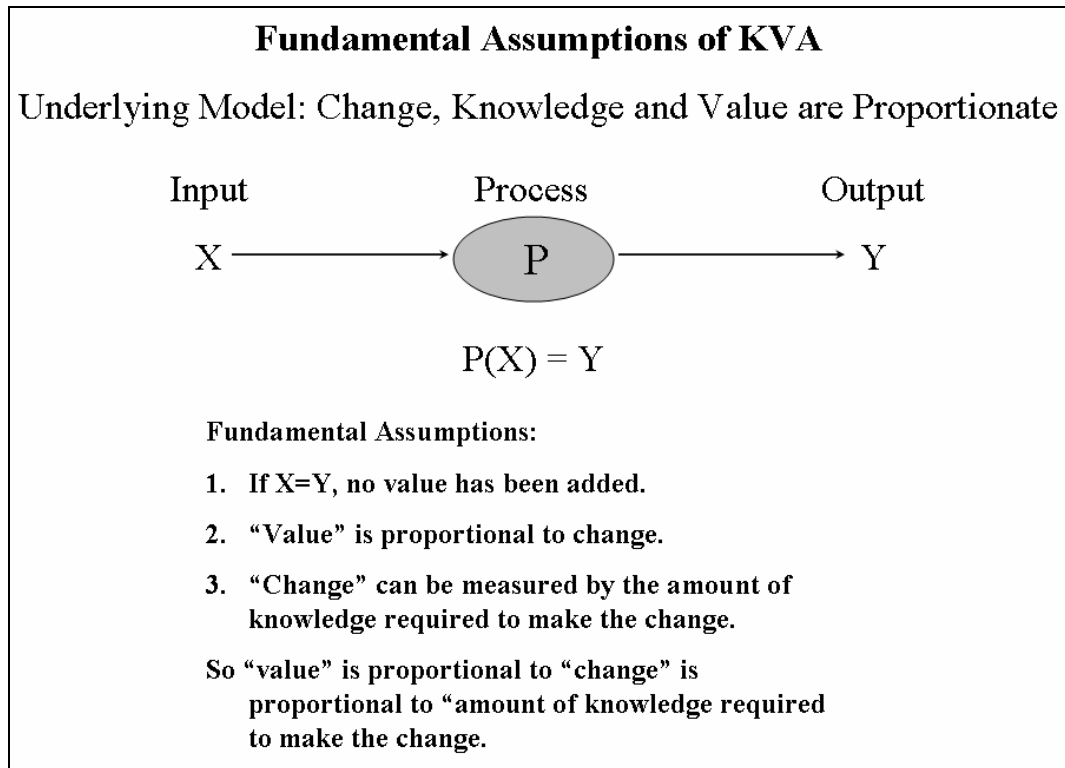 Fundamental Assumptions of KVA
Underlying Model: Change, Knowledge and Value are Proportionate
Input Process Output
X P Y
P(X) = Y
Fundamental Assumptions:
1. If X=Y, no value has been added.
2. “Value” is proportional to change.
3. “Change” can be measured by the amount of
knowledge required to make the change.
So “value” is proportional to “change” is
proportional to “amount of knowledge required
to make the change.